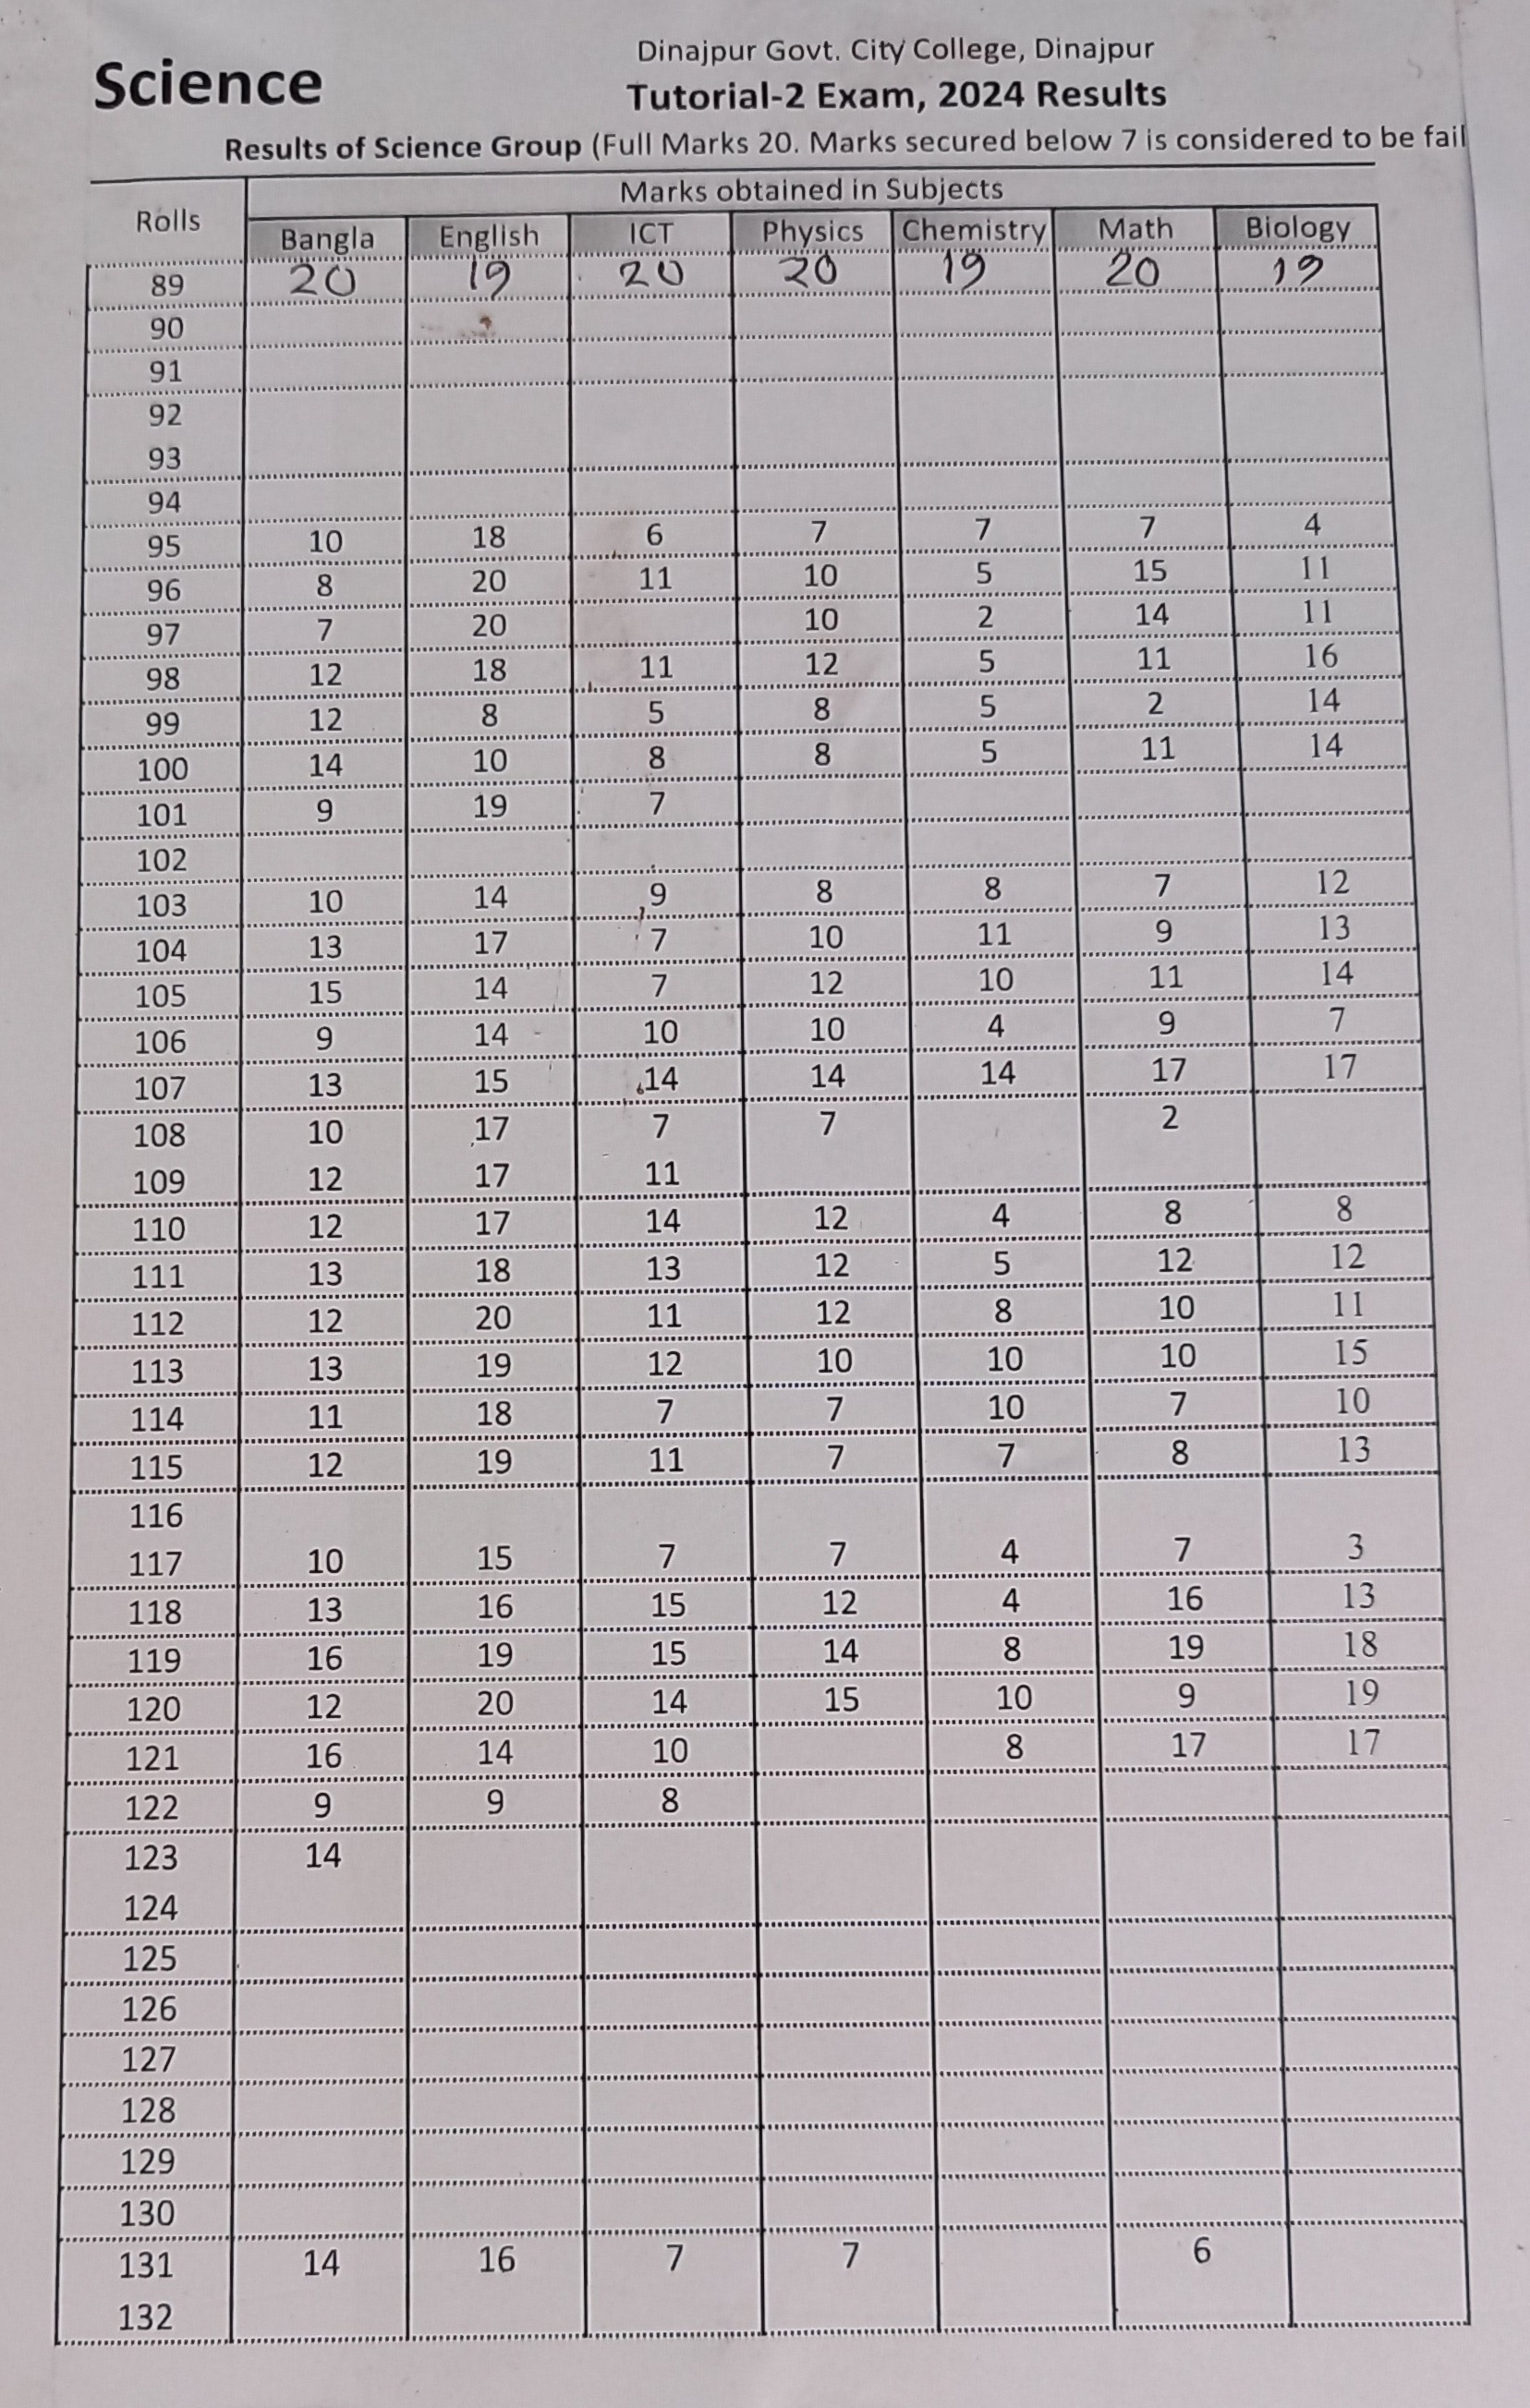 Science
Dinajpur Govt. City College, Dinajpur
Tutorial-2 Exam, 2024 Results
Results of Science Group (Full Marks 20. Marks secured below 7 is considered to be fail
Rolls Marks obtained in Subjects
Bangla English ICT Physics Chemistry Math Biology
89 20 19 20 20 19 20 19
90
91
92
93
94
95 10 18 6 7 7 7 4
96 8 20 11 10 5 15 11
97 7 20 10 2 14 11
98 12 18 11 12 5 11 16
99 12 8 5 8 5 2 14
100 14 10 8 8 5 11 14
101 9 19 7
102
103 10 14 9 8 8 7 12
104 13 17 7 10 11 9 13
105 15 14 7 12 10 11 14
106 9 14 10 10 4 9 7
107 13 15 14 14 14 17 17
108 10 17 7 7 2
109 12 17 11
110 12 17 14 12 4 8 8
111 13 18 13 12 5 12 12
112 12 20 11 12 8 10 11
113 13 19 12 10 10 10 15
114 11 18 7 7 10 7 10
115 12 19 11 7 7 8 13
116
117 10 15 7 7 4 7 3
118 13 16 15 12 4 16 13
119 16 19 15 14 8 19 18
120 12 20 14 15 10 9 19
121 16 14 10 8 17 17
122 9 9 8
123 14
124
125
126
127
128
129
130
131 14 16 7 7 6
132